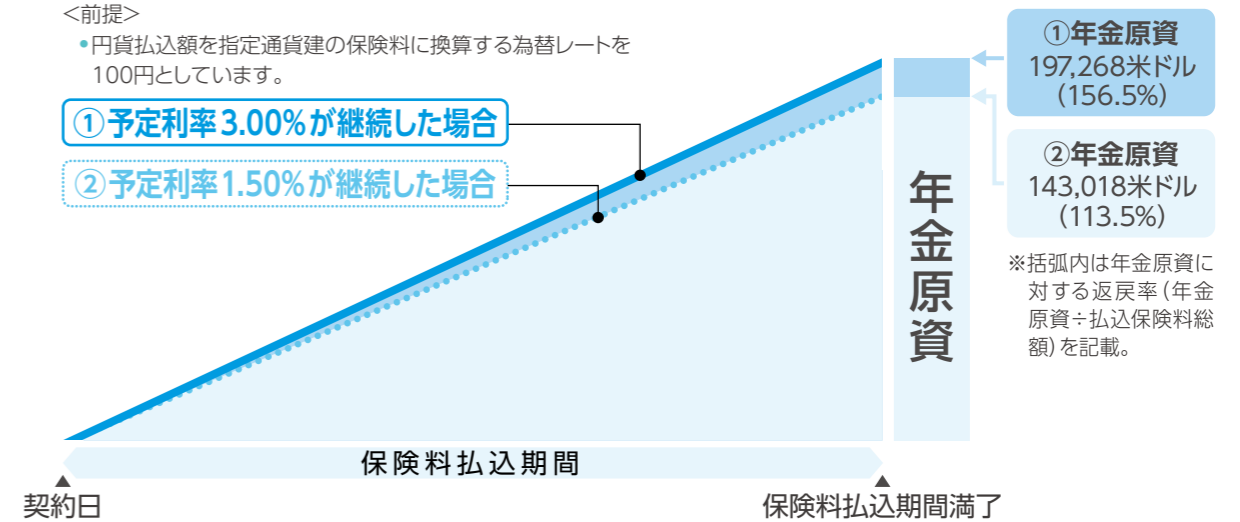 <前提>
•円貨払込額を指定通貨建の保険料に換算する為替レートを
100円としています。
①予定利率3.00%が継続した場合
②予定利率1.50%が継続した場合
①年金原資
197,268米ドル
(156.5%)
②年金原資
143,018米ドル
(113.5%)
※括弧内は年金原資に
対する返戻率(年金
原資÷払込保険料総
額)を記載。
年金原資
保険料払込期間
▲
契約日
▲
保険料払込期間満了